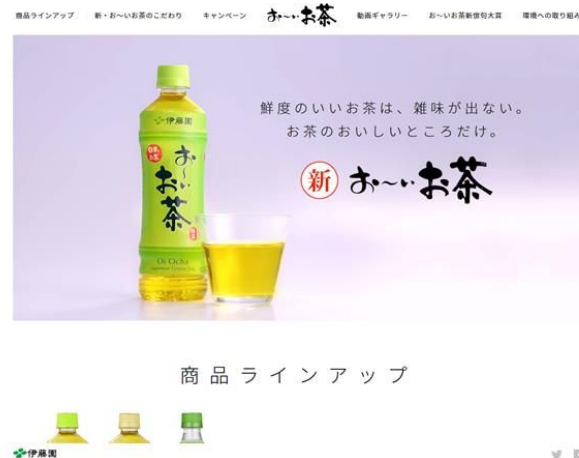 商品ラインアップ
新・お〜いお茶のこだわり
キャンペーン
お〜いお茶
動画ギャラリー
お〜いお茶新俳句大賞
環境への取り組み
鮮度のいいお茶は、雑味が出ない。
お茶のおいしいところだけ。
新 お〜いお茶
伊藤園
お〜いお茶
Oi Ocha
Japanese Green Tea
商品ラインアップ
伊藤園